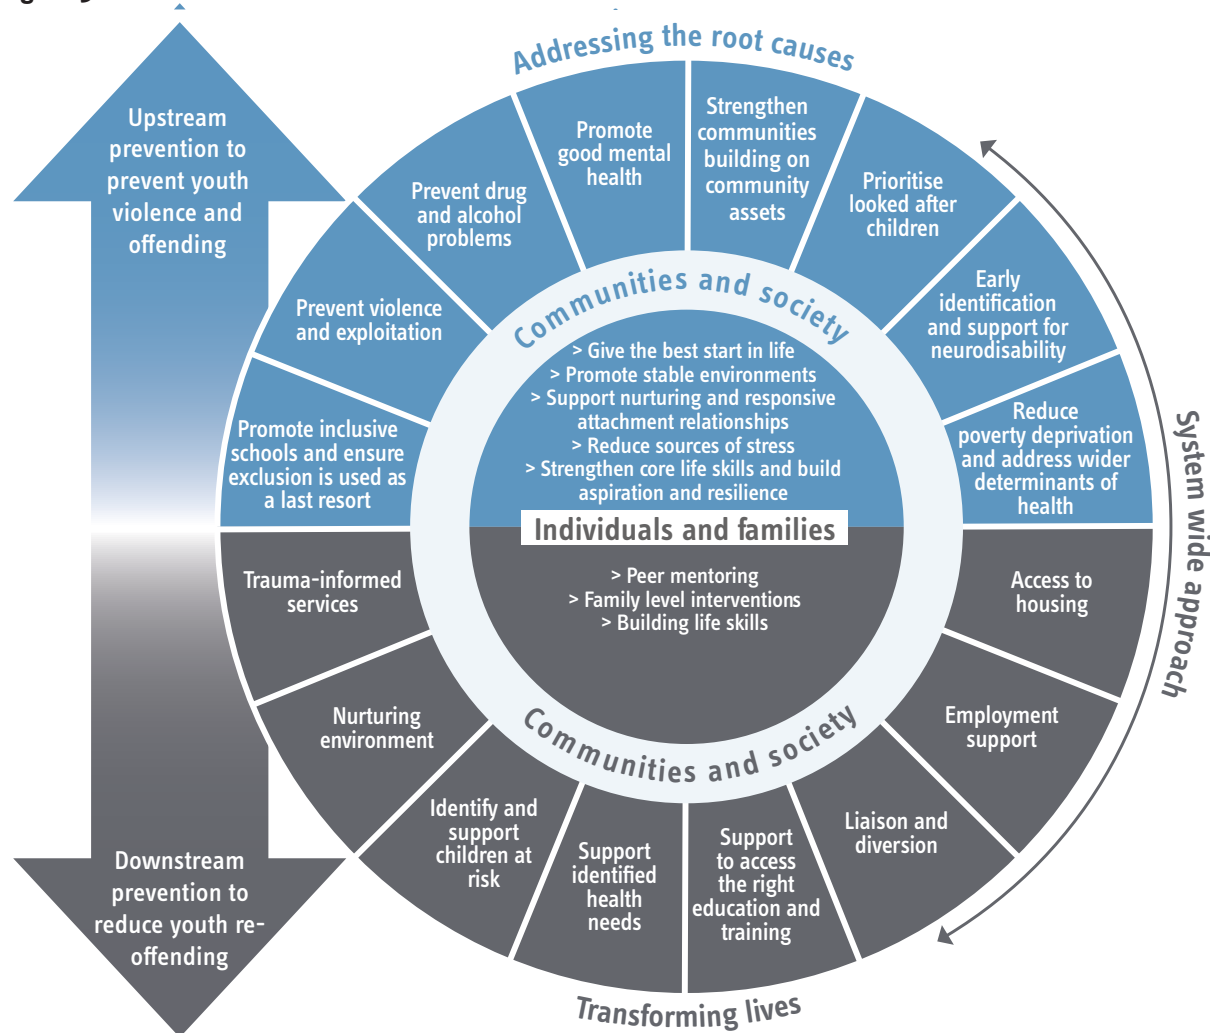 Addressing the root causes
Upstream
prevention to
prevent youth
violence and
offending
Promote inclusive
schools and ensure
exclusion is used as
a last resort
Prevent violence
and exploitation
Prevent drug
and alcohol
problems
Promote
good mental
health
Strengthen
communities
building on
community
assets
Prioritise
looked after
children
Early
identification
and support for
neurodisability
Reduce
poverty deprivation
and address wider
determinants of
health
Communities and society
> Give the best start in life
> Promote stable environments
> Support nurturing and responsive
attachment relationships
> Reduce sources of stress
> Strengthen core life skills and build
aspiration and resilience
Individuals and families
> Peer mentoring
> Family level interventions
> Building life skills
Communities and society
System wide approach
Trauma-informed
services
Nurturing
environment
Identify and
support
children at
risk
Support
identified
health
needs
Support
to access
the right
education and
training
Liaison and
diversion
Employment
support
Access to
housing
Downstream
prevention to
reduce youth re-
offending
Transforming lives